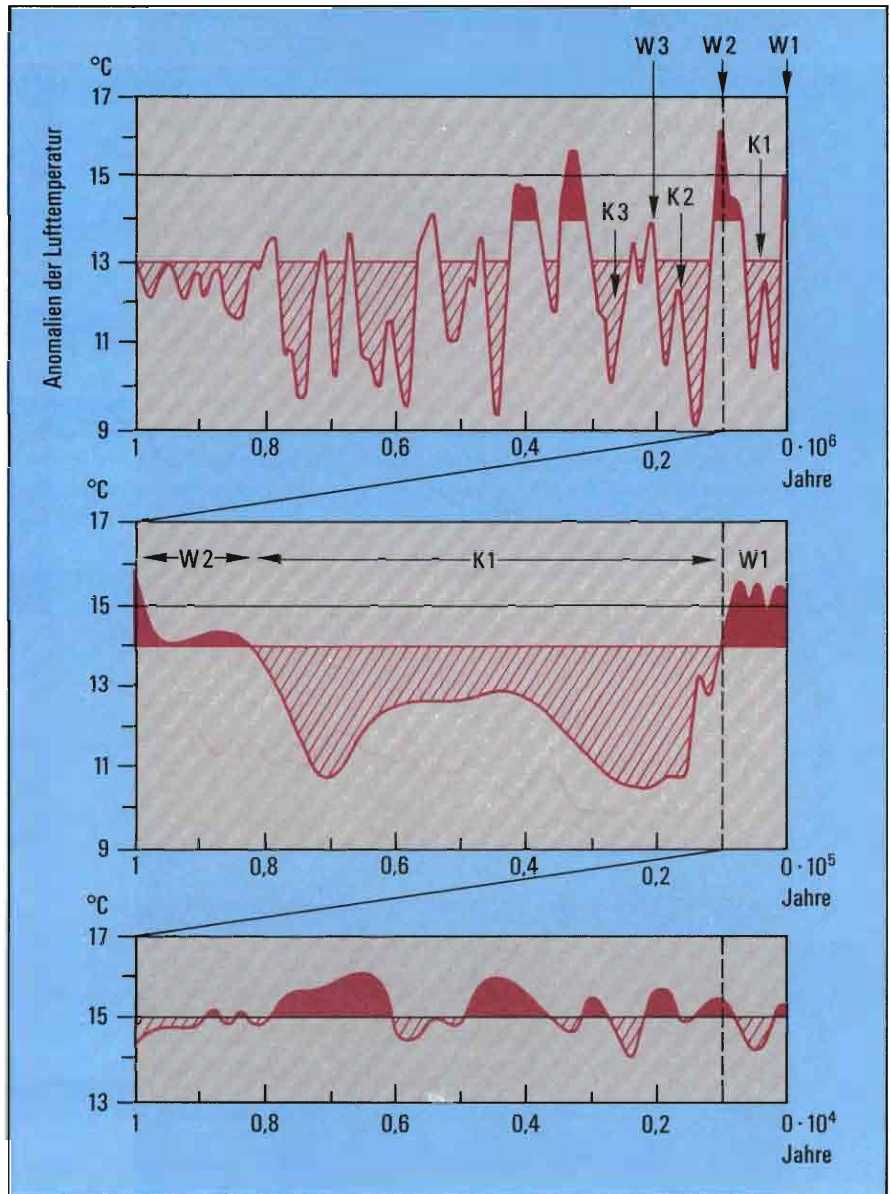 W3 W2 W1
°C
17
K1
15
K2
K3
13
11
9
Anomalien der Lufttemperatur
1 0,8 0,6 0,4 0,2 0 · 10⁶
Jahre
°C
17
W2 K1 W1
15
13
11
9
1 0,8 0,6 0,4 0,2 0 · 10⁵
Jahre
°C
17
15
13
1 0,8 0,6 0,4 0,2 0 · 10⁴
Jahre